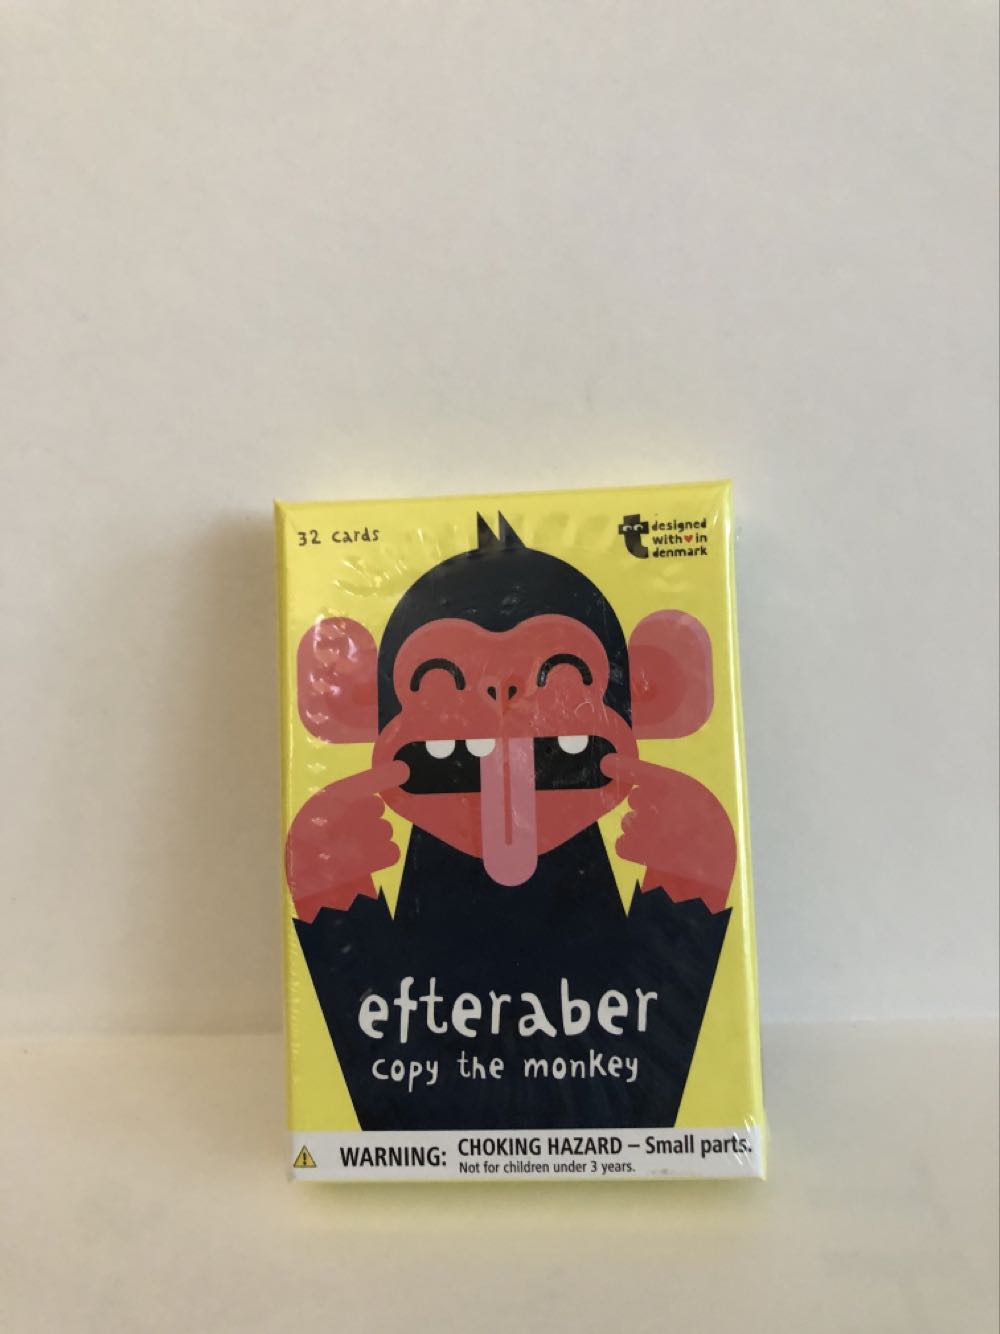 32 cards
designed
with♥in
denmark
efteraber
copy the monkey
WARNING: CHOKING HAZARD – Small parts.
Not for children under 3 years.